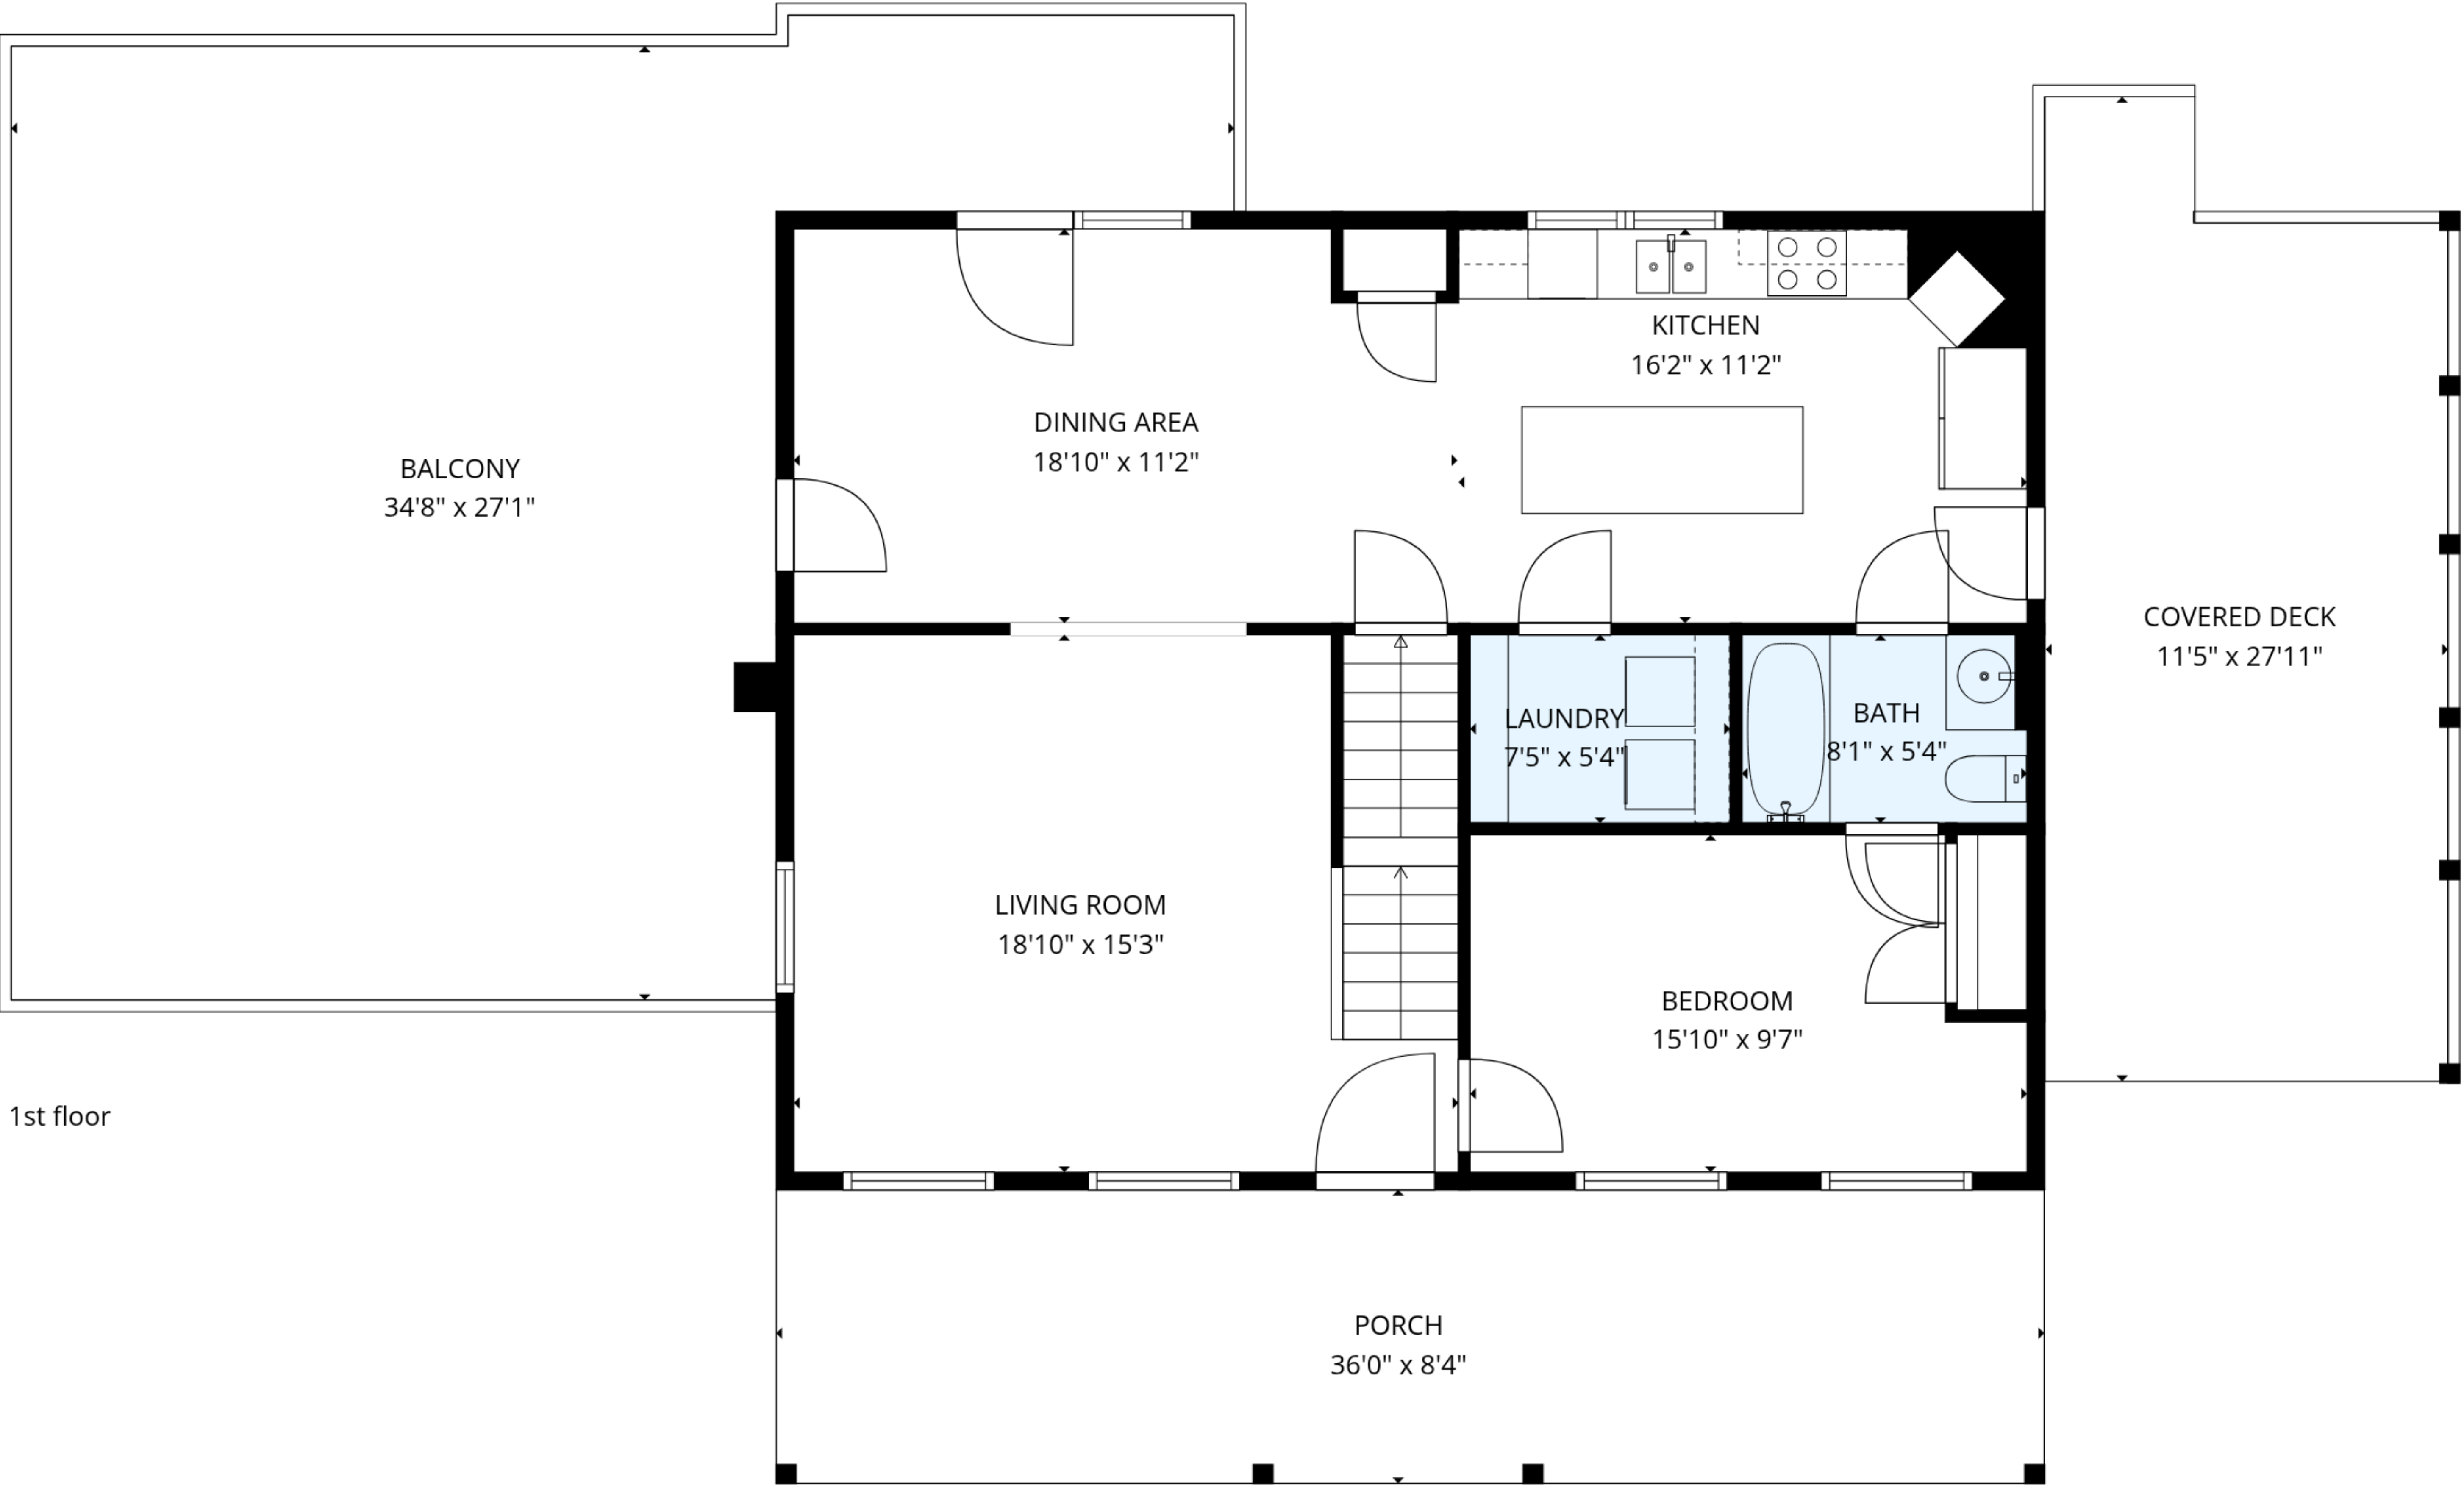 KITCHEN
16'2" x 11'2"
DINING AREA
18'10" x 11'2"
BALCONY
34'8" x 27'1"
COVERED DECK
11'5" x 27'11"
LAUNDRY
7'5" x 5'4"
BATH
8'1" x 5'4"
LIVING ROOM
18'10" x 15'3"
BEDROOM
15'10" x 9'7"
1st floor
PORCH
36'0" x 8'4"